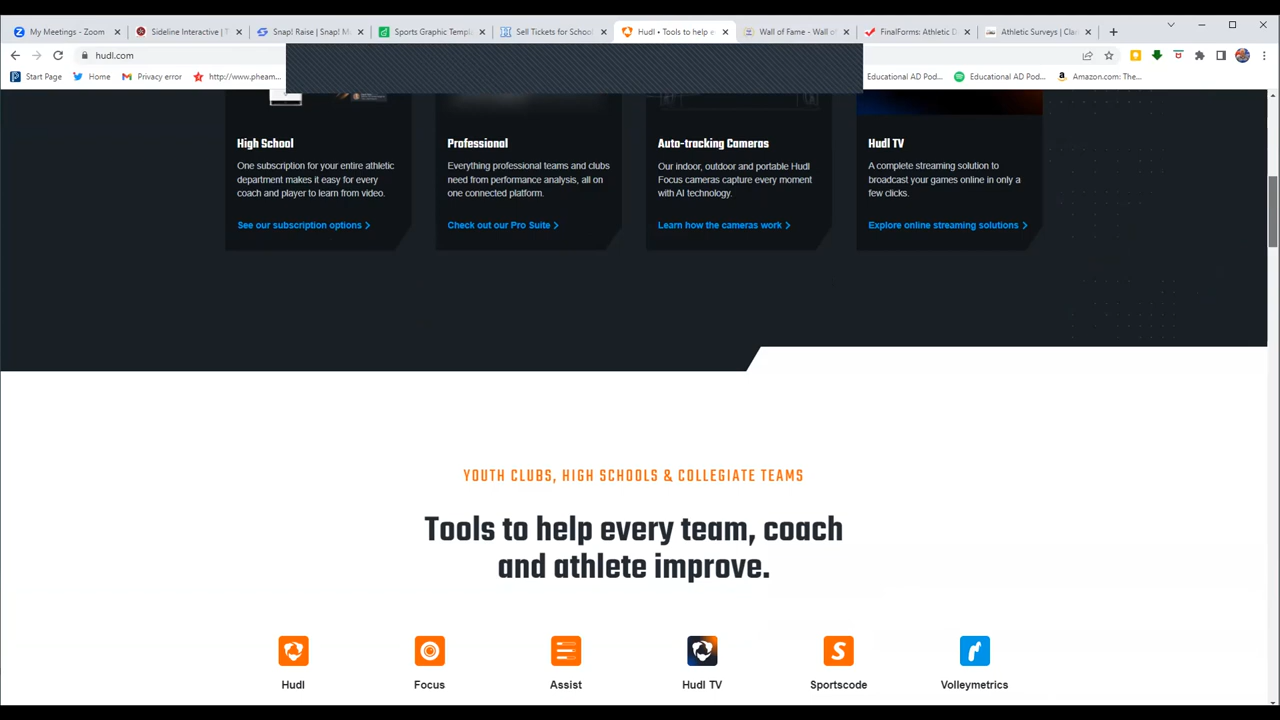 My Meetings - Zoom
Sideline Interactive | T
Snap! Raise | Snap! M
Sports Graphic Templ
Sell Tickets for School
Hudl • Tools to help e
Wall of Fame - Wall o
FinalForms: Athletic D
Athletic Surveys | Cla
hudl.com
Start Page
Home
Privacy error
http://www.pheam...
Educational AD Pod...
Educational AD Pod...
Amazon.com: The...
High School
One subscription for your entire athletic
department makes it easy for every
coach and player to learn from video.
See our subscription options
Professional
Everything professional teams and clubs
need from performance analysis, all on
one connected platform.
Check out our Pro Suite
Auto-tracking Cameras
Our indoor, outdoor and portable Hudl
Focus cameras capture every moment
with AI technology.
Learn how the cameras work
Hudl TV
A complete streaming solution to
broadcast your games online in only a
few clicks.
Explore online streaming solutions
YOUTH CLUBS, HIGH SCHOOLS & COLLEGIATE TEAMS
Tools to help every team, coach
and athlete improve.
Hudl
Focus
Assist
Hudl TV
Sportscode
Volleymetrics